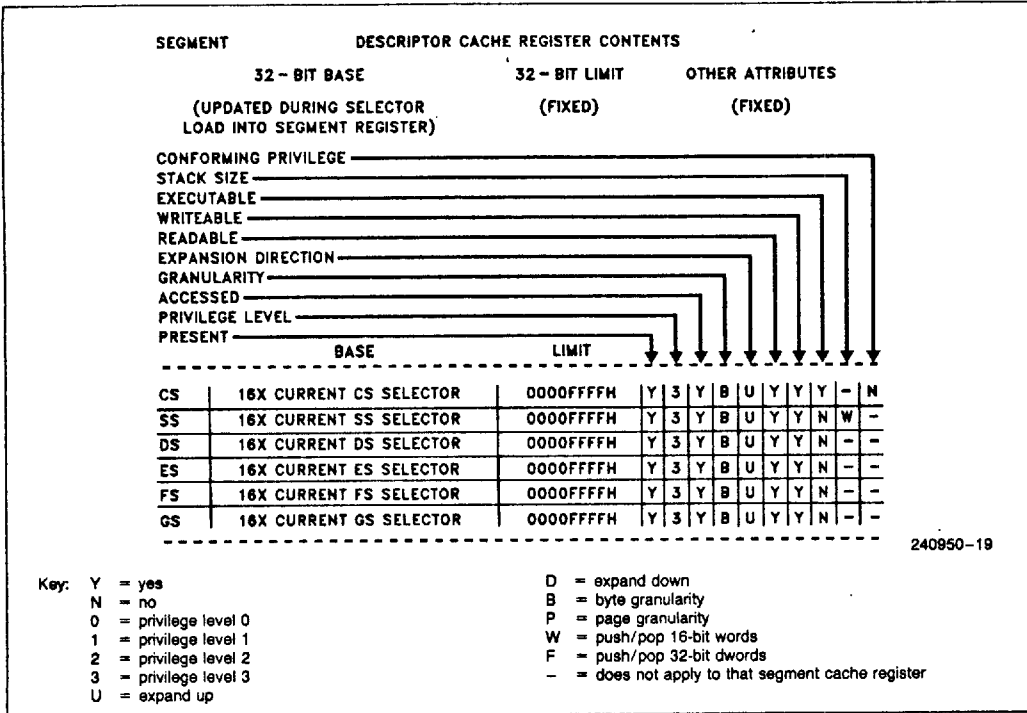 SEGMENT DESCRIPTOR CACHE REGISTER CONTENTS
32 - BIT BASE 32 - BIT LIMIT OTHER ATTRIBUTES
(UPDATED DURING SELECTOR (FIXED) (FIXED)
LOAD INTO SEGMENT REGISTER)
CONFORMING PRIVILEGE
STACK SIZE
EXECUTABLE
WRITEABLE
READABLE
EXPANSION DIRECTION
GRANULARITY
ACCESSED
PRIVILEGE LEVEL
PRESENT
BASE LIMIT
CS 16X CURRENT CS SELECTOR 0000FFFFH Y 3 Y B U Y Y Y - N
SS 16X CURRENT SS SELECTOR 0000FFFFH Y 3 Y B U Y Y N W -
DS 16X CURRENT DS SELECTOR 0000FFFFH Y 3 Y B U Y Y N - -
ES 16X CURRENT ES SELECTOR 0000FFFFH Y 3 Y B U Y Y N - -
FS 16X CURRENT FS SELECTOR 0000FFFFH Y 3 Y B U Y Y N - -
GS 16X CURRENT GS SELECTOR 0000FFFFH Y 3 Y B U Y Y N - -
240950-19
Key: Y = yes
N = no
0 = privilege level 0
1 = privilege level 1
2 = privilege level 2
3 = privilege level 3
U = expand up
D = expand down
B = byte granularity
P = page granularity
W = push/pop 16-bit words
F = push/pop 32-bit dwords
- = does not apply to that segment cache register